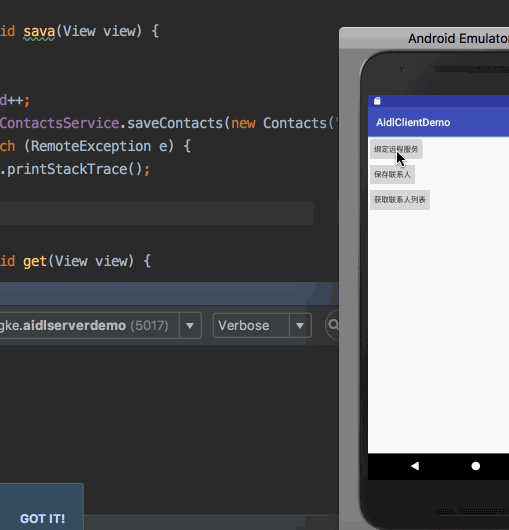 id sava(View view) {
d++;
ContactsService.saveContacts(new Contacts("
ch (RemoteException e) {
.printStackTrace();
id get(View view) {
gke.aidlserverdemo (5017)
Verbose
GOT IT!
Android Emulator
AidlClientDemo
绑定远程服务
保存联系人
获取联系人列表